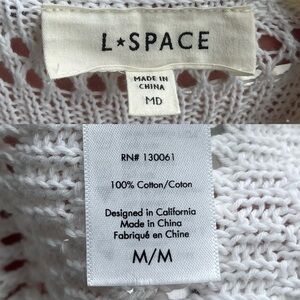 L★SPACE
MADE IN
CHINA
MD
RN# 130061
100% Cotton/Coton
Designed in California
Made in China
Fabriqué en Chine
M/M